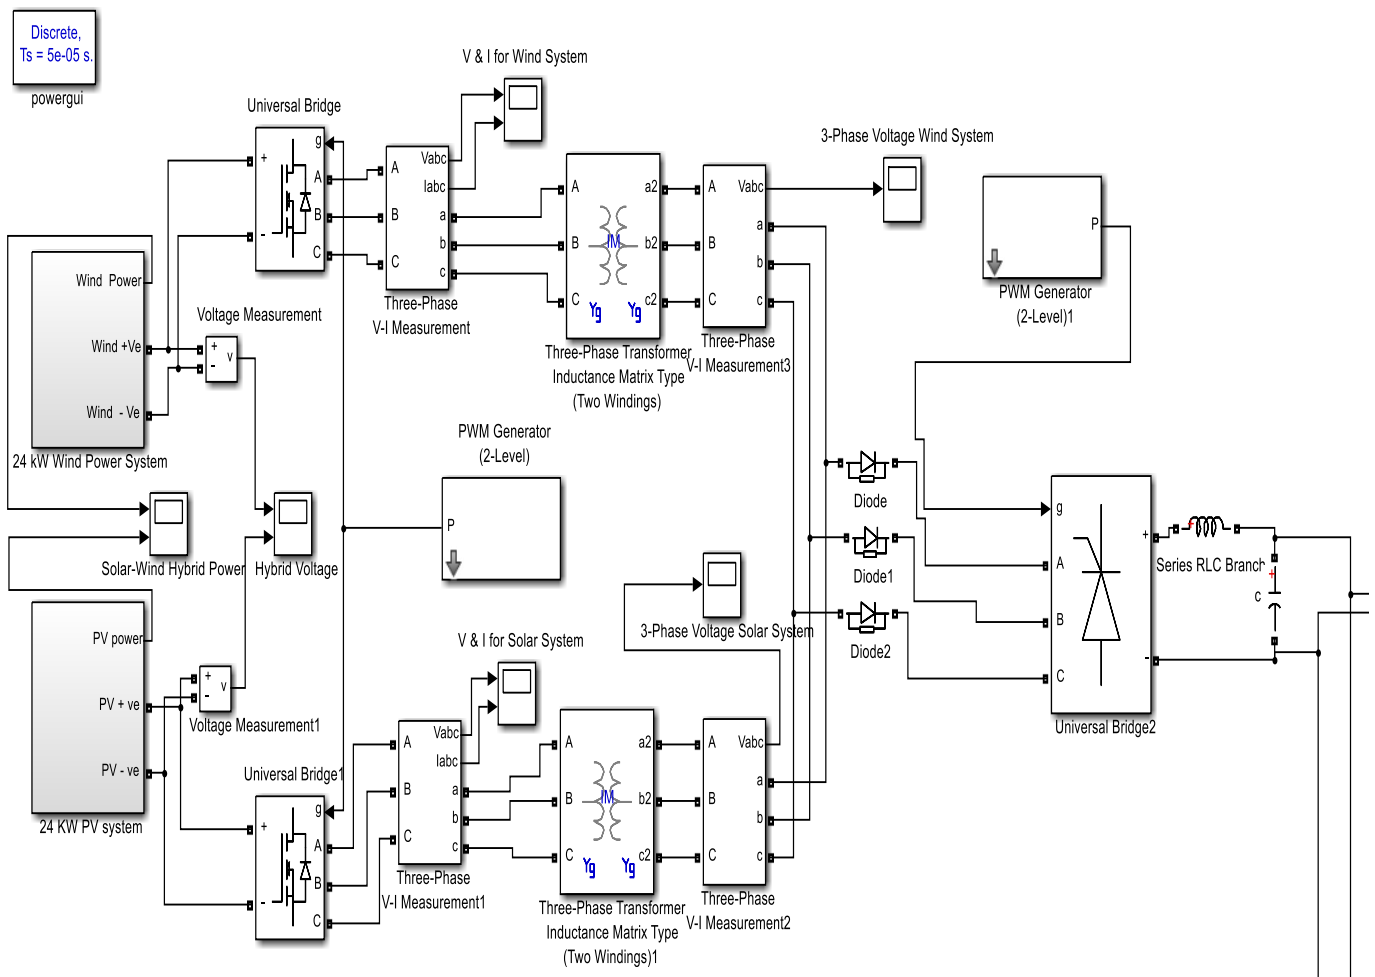 Discrete,
Ts = 5e-05 s.
powergui
V & I for Wind System
Universal Bridge
+
-
g
A
B
C
A
B
C
Vabc
Iabc
a
b
c
Three-Phase
V-I Measurement
A
B
C
a2
b2
c2
IM
Yg Yg
Three-Phase Transformer
Inductance Matrix Type
(Two Windings)
A
B
C
Vabc
a
b
c
Three-Phase
V-I Measurement3
3-Phase Voltage Wind System
P
PWM Generator
(2-Level)1
Wind Power
Wind +Ve
Wind - Ve
24 kW Wind Power System
Voltage Measurement
+
-
v
PWM Generator
(2-Level)
P
Solar-Wind Hybrid Power
Hybrid Voltage
Diode
Diode1
Diode2
g
A
B
C
+
-
Universal Bridge2
+
Series RLC Branch
+
c
3-Phase Voltage Solar System
PV power
PV + ve
PV - ve
24 KW PV system
+
-
v
Voltage Measurement1
V & I for Solar System
Universal Bridge1
+
-
g
A
B
C
A
B
C
Vabc
Iabc
a
b
c
Three-Phase
V-I Measurement1
A
B
C
a2
b2
c2
IM
Yg Yg
Three-Phase Transformer
Inductance Matrix Type
(Two Windings)1
A
B
C
Vabc
a
b
c
Three-Phase
V-I Measurement2